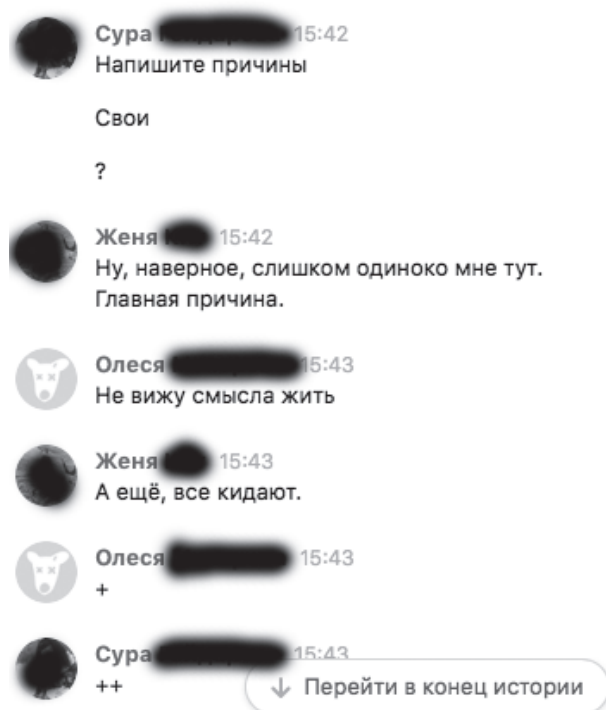 Сура 15:42
Напишите причины
Свои
?
Женя 15:42
Ну, наверное, слишком одиноко мне тут.
Главная причина.
Олеся 15:43
Не вижу смысла жить
Женя 15:43
А ещё, все кидают.
Олеся 15:43
+
Сура 15:43
++
↓ Перейти в конец истории